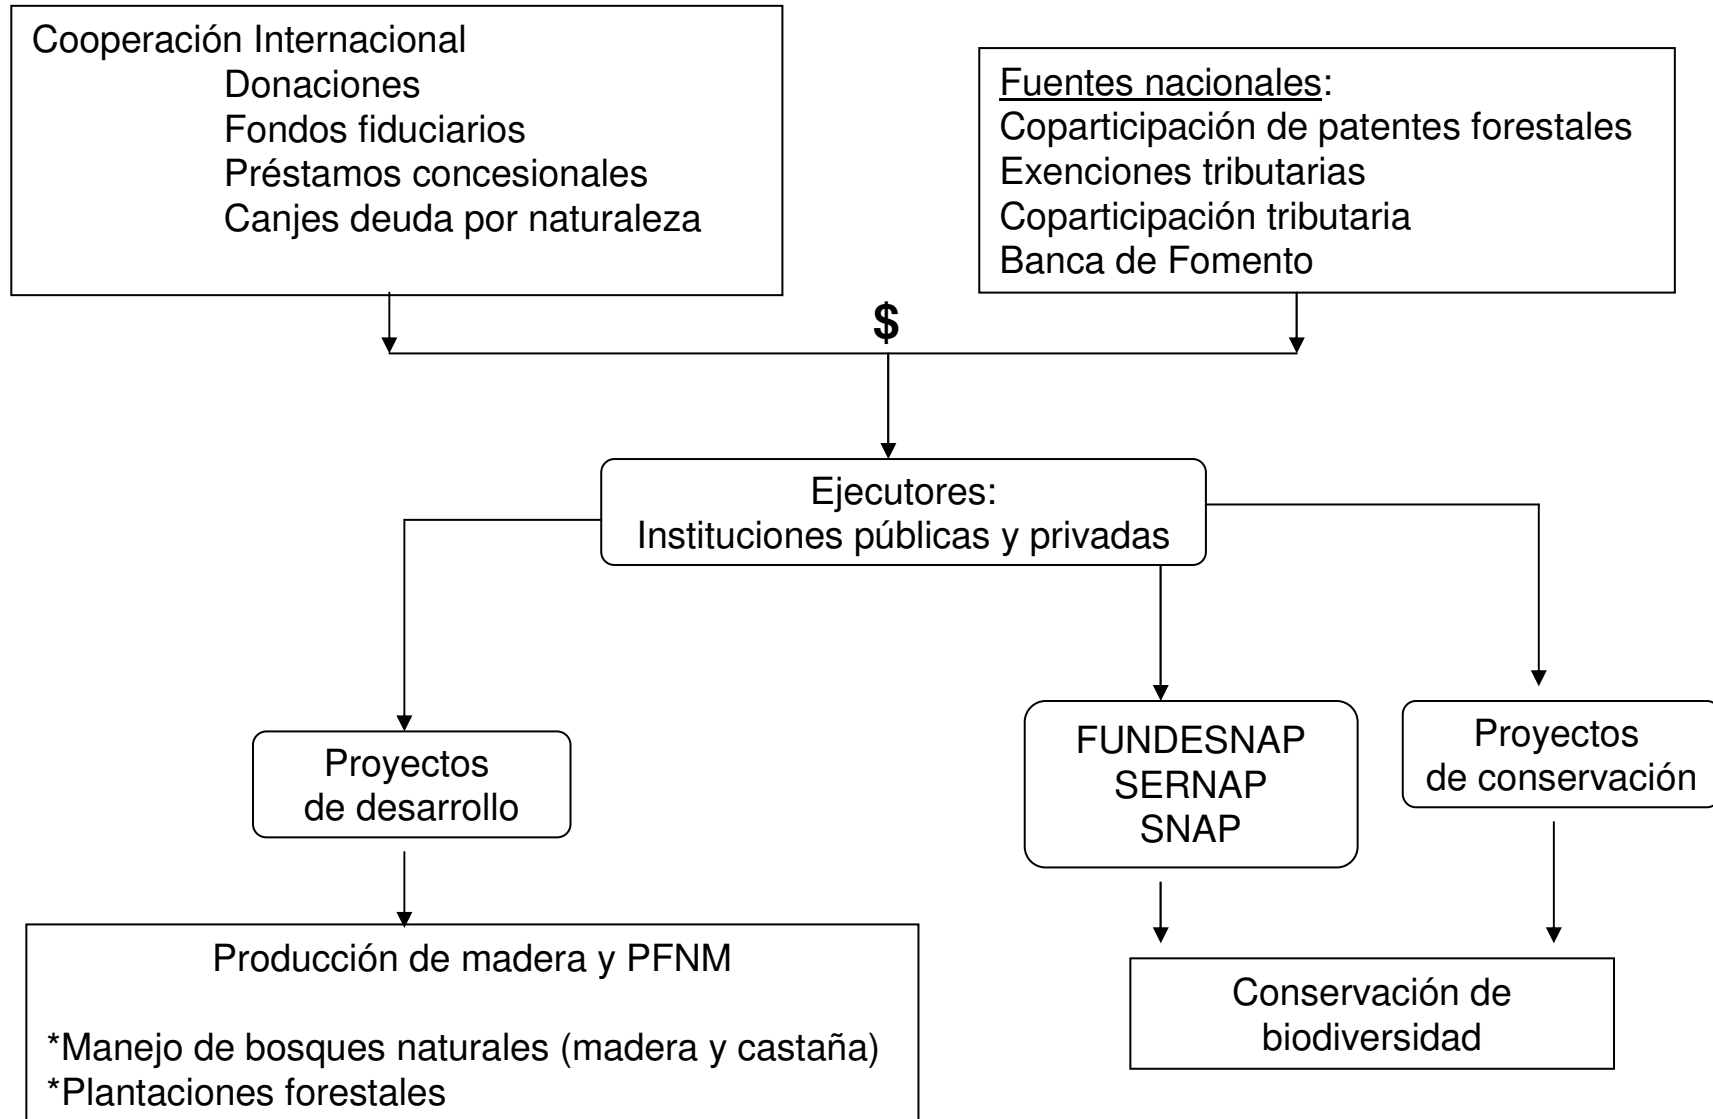 Cooperación Internacional
Donaciones
Fondos fiduciarios
Préstamos concesionales
Canjes deuda por naturaleza
Fuentes nacionales:
Coparticipación de patentes forestales
Exenciones tributarias
Coparticipación tributaria
Banca de Fomento
$
Ejecutores:
Instituciones públicas y privadas
Proyectos
de desarrollo
FUNDESNAP
SERNAP
SNAP
Proyectos
de conservación
Producción de madera y PFNM
*Manejo de bosques naturales (madera y castaña)
*Plantaciones forestales
Conservación de
biodiversidad